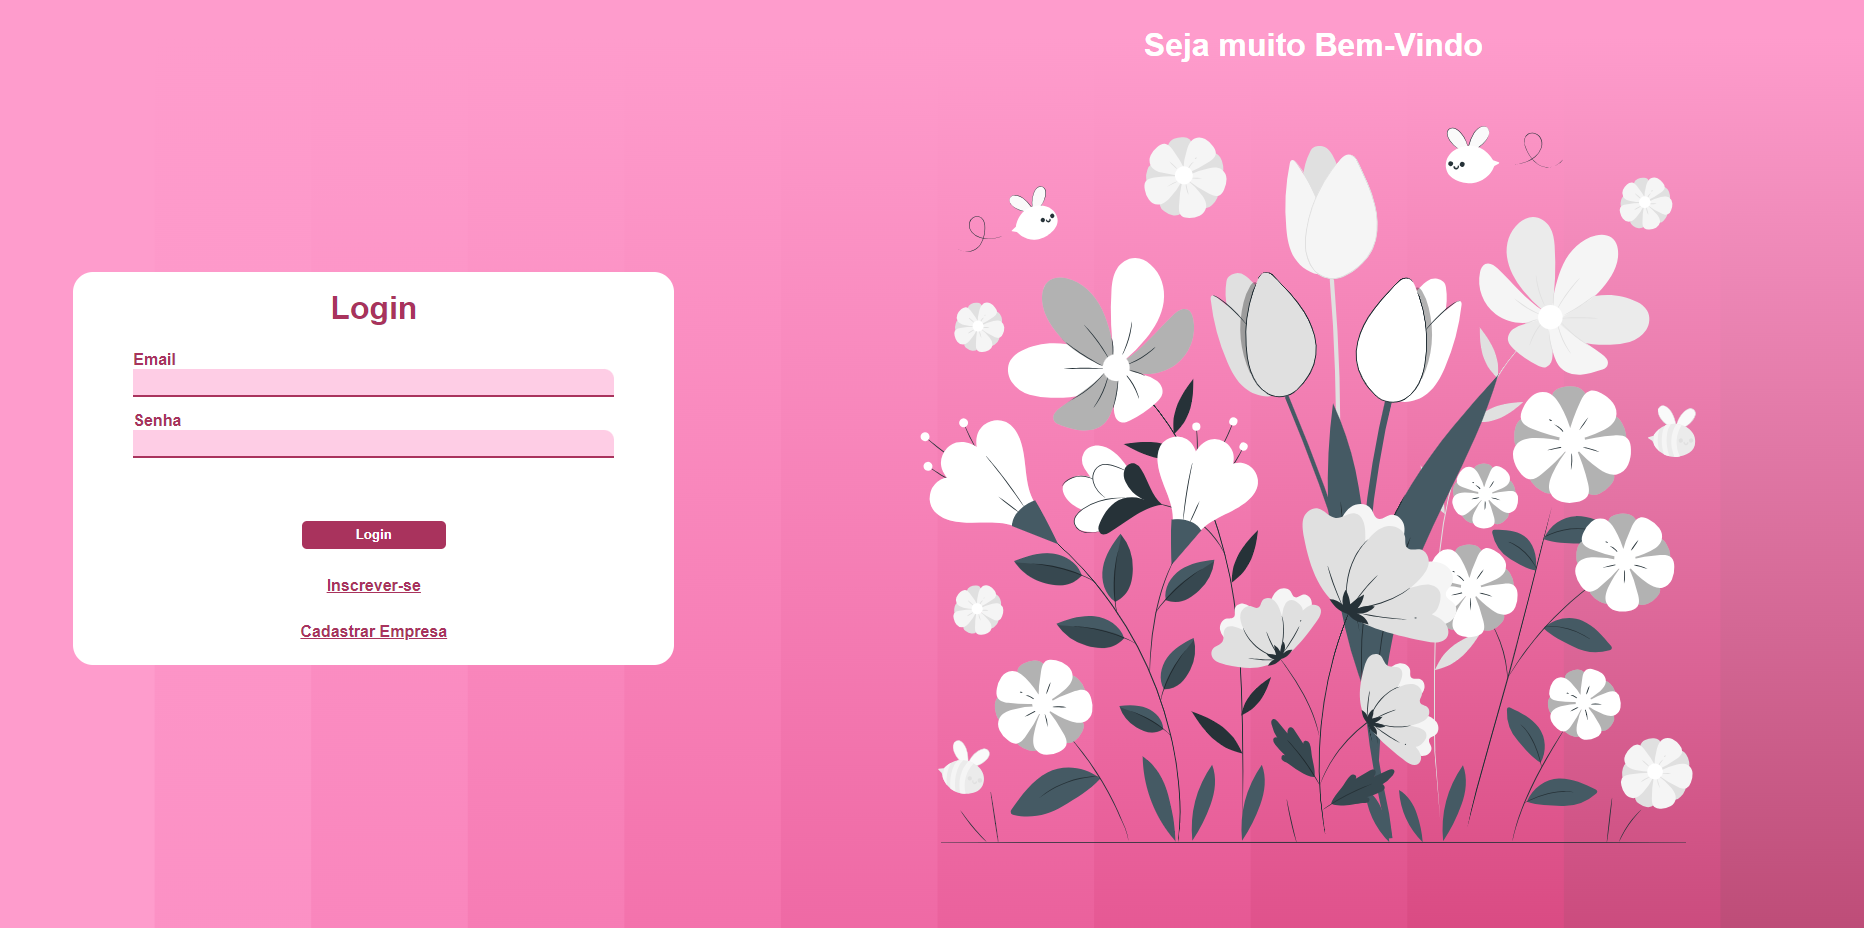 Seja muito Bem-Vindo
Login
Email
Senha
Login
Inscrever-se
Cadastrar Empresa